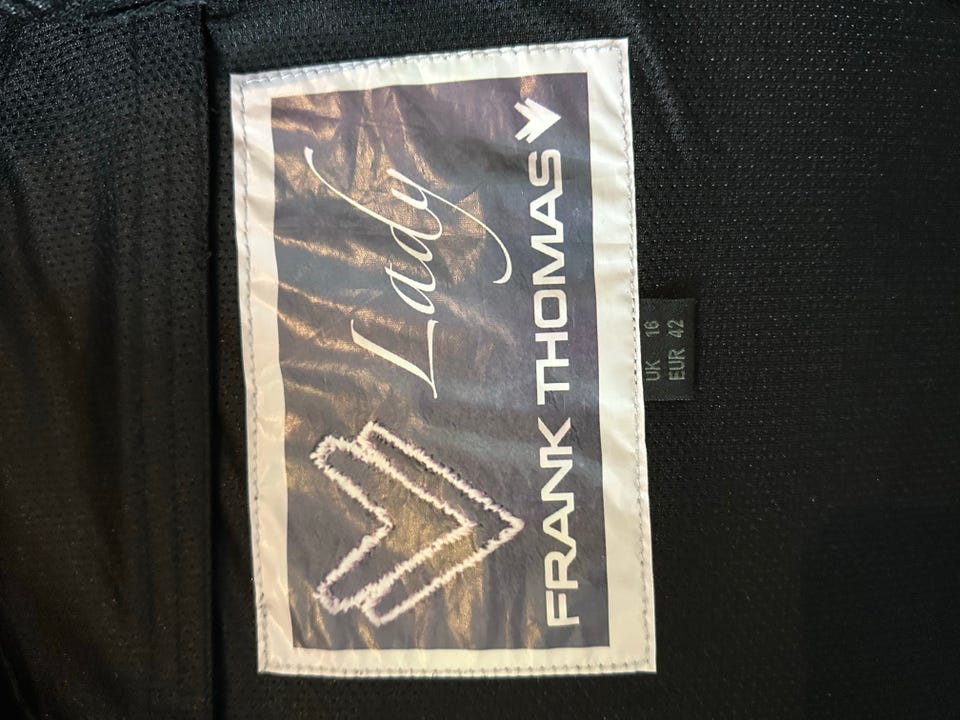 Lady
FRANK THOMAS
UK 16
EUR 42